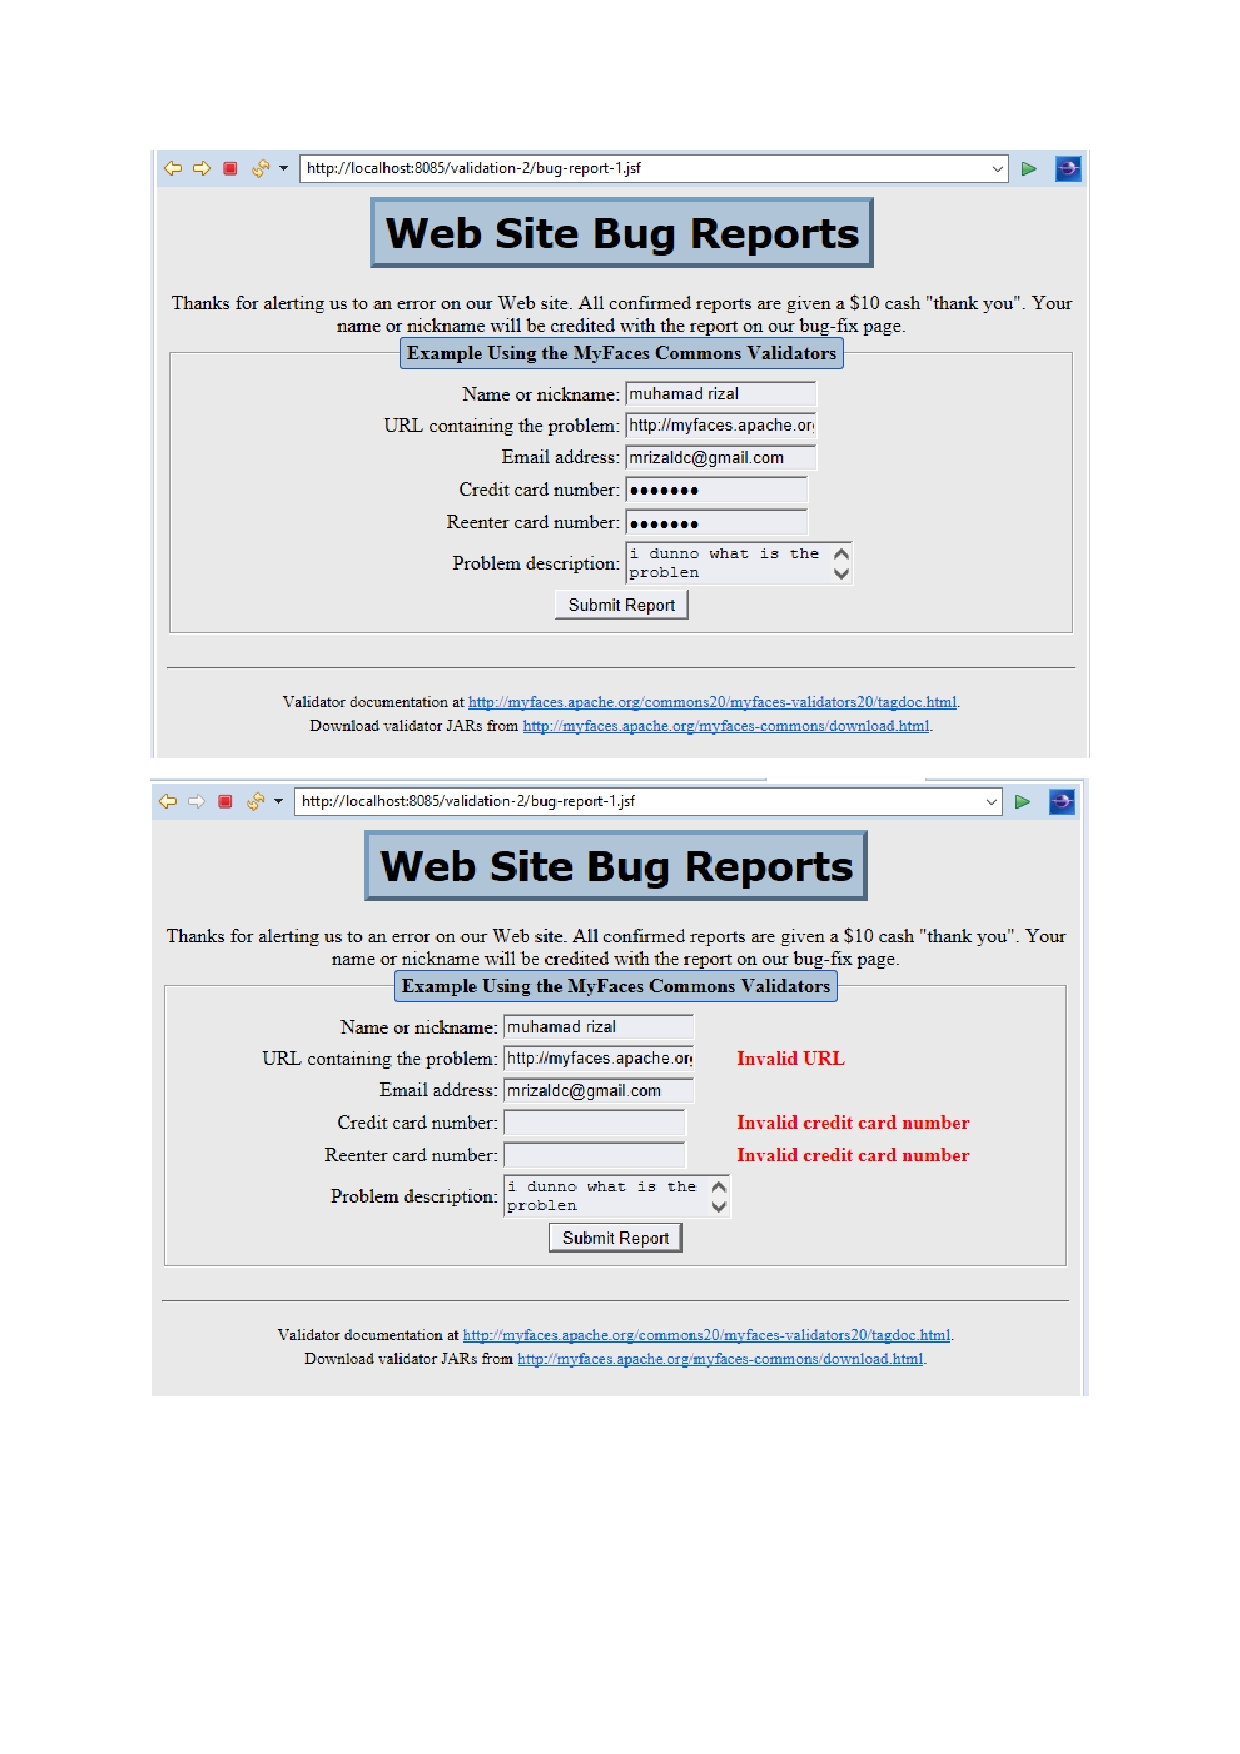 http://localhost:8085/validation-2/bug-report-1.jsf
Web Site Bug Reports
Thanks for alerting us to an error on our Web site. All confirmed reports are given a $10 cash "thank you". Your
name or nickname will be credited with the report on our bug-fix page.
Example Using the MyFaces Commons Validators
Name or nickname: muhamad rizal
URL containing the problem: http://myfaces.apache.or
Email address: mrizaldc@gmail.com
Credit card number: •••••••
Reenter card number: •••••••
Problem description: i dunno what is the
problen
Submit Report
Validator documentation at http://myfaces.apache.org/commons20/myfaces-validators20/tagdoc.html.
Download validator JARs from http://myfaces.apache.org/myfaces-commons/download.html.
http://localhost:8085/validation-2/bug-report-1.jsf
Web Site Bug Reports
Thanks for alerting us to an error on our Web site. All confirmed reports are given a $10 cash "thank you". Your
name or nickname will be credited with the report on our bug-fix page.
Example Using the MyFaces Commons Validators
Name or nickname: muhamad rizal
URL containing the problem: http://myfaces.apache.or Invalid URL
Email address: mrizaldc@gmail.com
Credit card number: Invalid credit card number
Reenter card number: Invalid credit card number
Problem description: i dunno what is the
problen
Submit Report
Validator documentation at http://myfaces.apache.org/commons20/myfaces-validators20/tagdoc.html.
Download validator JARs from http://myfaces.apache.org/myfaces-commons/download.html.